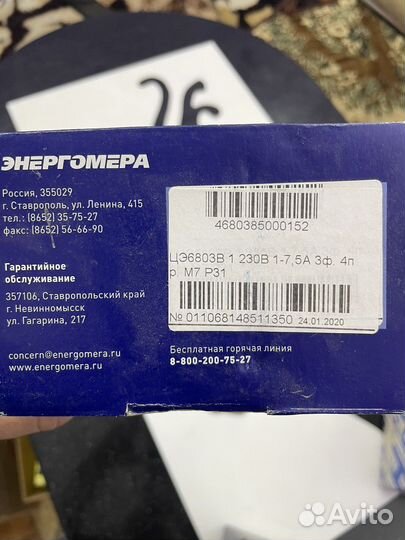 26
ЭНЕРГОМЕРА
Россия, 355029
г. Ставрополь, ул. Ленина, 415
тел.: (8652) 35-75-27
факс: (8652) 56-66-90
Гарантийное
обслуживание
357106, Ставропольский край
г. Невинномысск
ул. Гагарина, 217
concern@energomera.ru
www.energomera.ru
4680385000152
ЦЭ6803В 1 230В 1-7,5А 3ф. 4п
р. М7 Р31
№ 011068148511350 24.01.2020
Бесплатная горячая линия
8-800-200-75-27
Avito